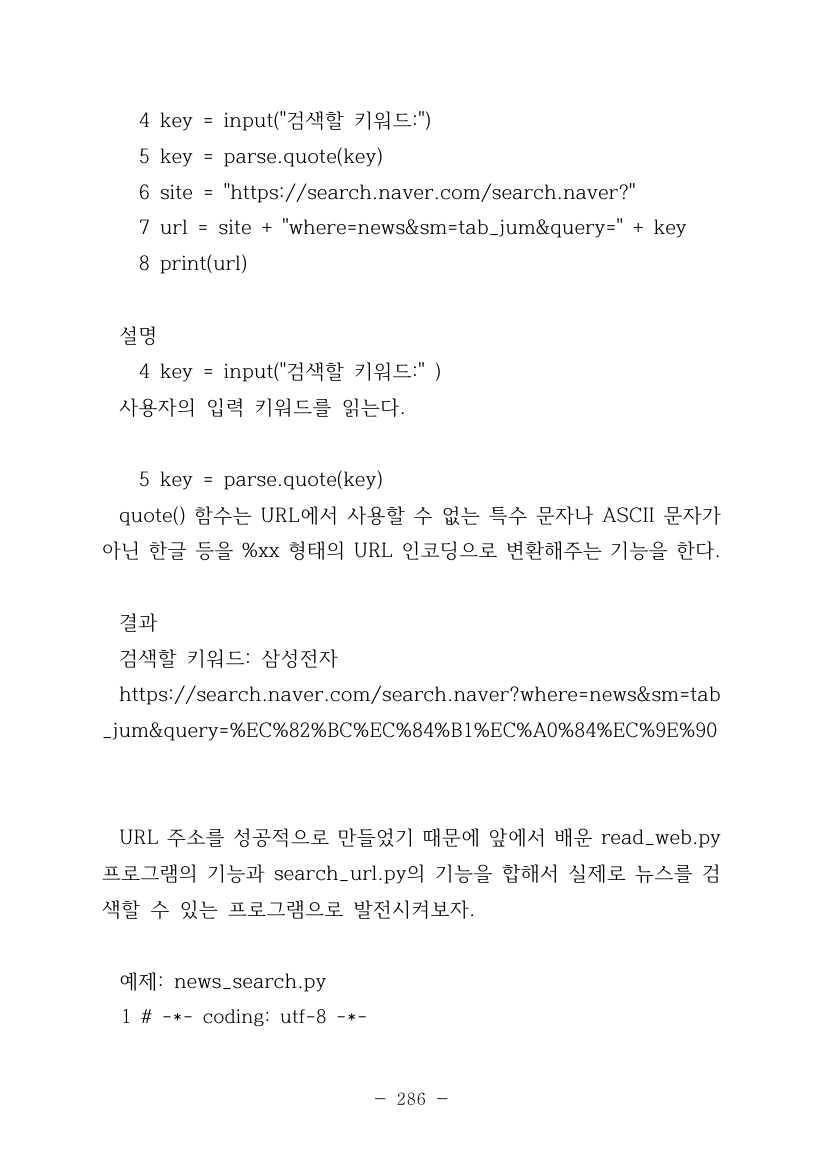 4 key = input("검색할 키워드:")
5 key = parse.quote(key)
6 site = "https://search.naver.com/search.naver?"
7 url = site + "where=news&sm=tab_jum&query=" + key
8 print(url)
설명
4 key = input("검색할 키워드:" )
사용자의 입력 키워드를 읽는다.
5 key = parse.quote(key)
quote() 함수는 URL에서 사용할 수 없는 특수 문자나 ASCII 문자가
아닌 한글 등을 %xx 형태의 URL 인코딩으로 변환해주는 기능을 한다.
결과
검색할 키워드: 삼성전자
https://search.naver.com/search.naver?where=news&sm=tab
_jum&query=%EC%82%BC%EC%84%B1%EC%A0%84%EC%9E%90
URL 주소를 성공적으로 만들었기 때문에 앞에서 배운 read_web.py
프로그램의 기능과 search_url.py의 기능을 합해서 실제로 뉴스를 검
색할 수 있는 프로그램으로 발전시켜보자.
예제: news_search.py
1 # -*- coding: utf-8 -*-
- 286 -